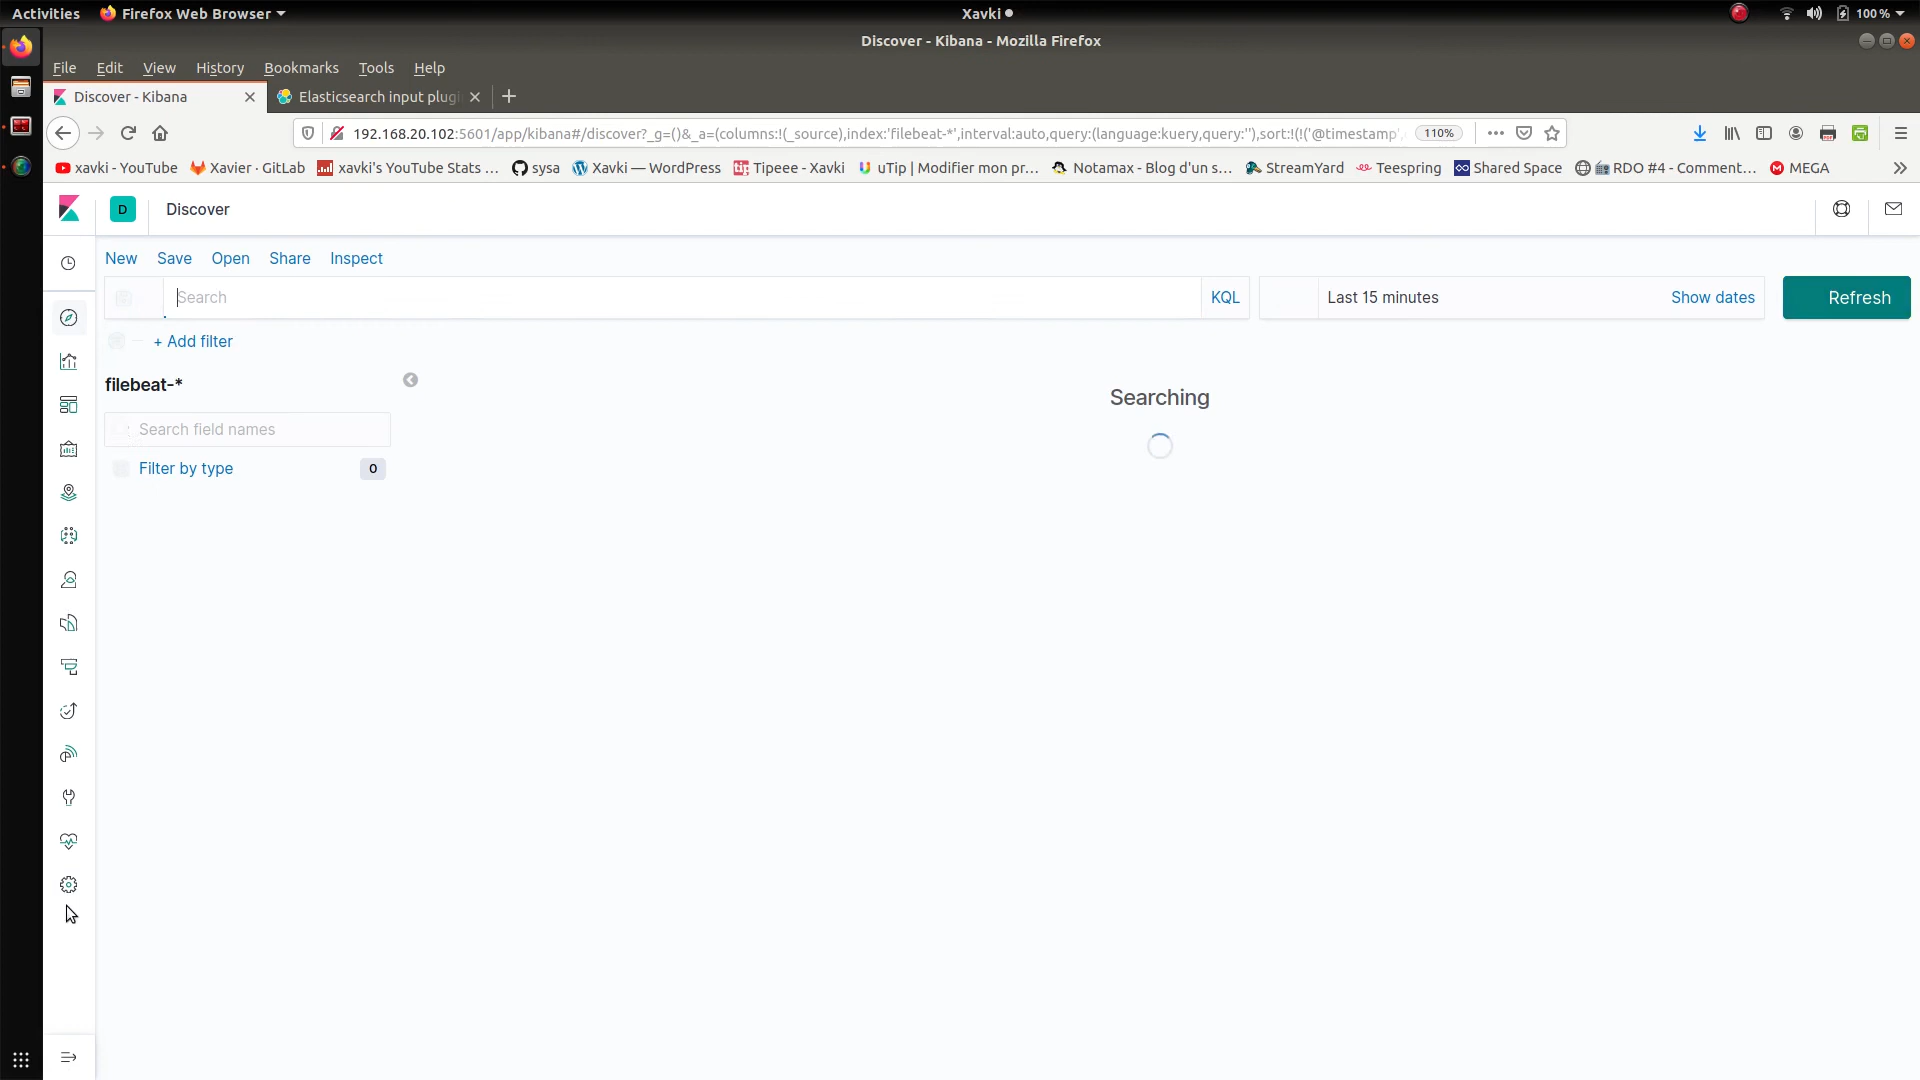 Activities Firefox Web Browser Xavki 100 %
Discover - Kibana - Mozilla Firefox
File Edit View History Bookmarks Tools Help
Discover - Kibana Elasticsearch input plugi
192.168.20.102:5601/app/kibana#/discover?_g=()&_a=(columns:!(_source),index:'filebeat-*',interval:auto,query:(language:kuery,query:''),sort:!(!('@timestamp', 110%
xavki - YouTube Xavier · GitLab xavki's YouTube Stats ... sysa Xavki — WordPress Tipeee - Xavki uTip | Modifier mon pr... Notamax - Blog d'un s... StreamYard Teespring Shared Space RDO #4 - Comment... MEGA
D Discover
New Save Open Share Inspect
Search KQL Last 15 minutes Show dates Refresh
+ Add filter
filebeat-*
Searching
Search field names
Filter by type 0